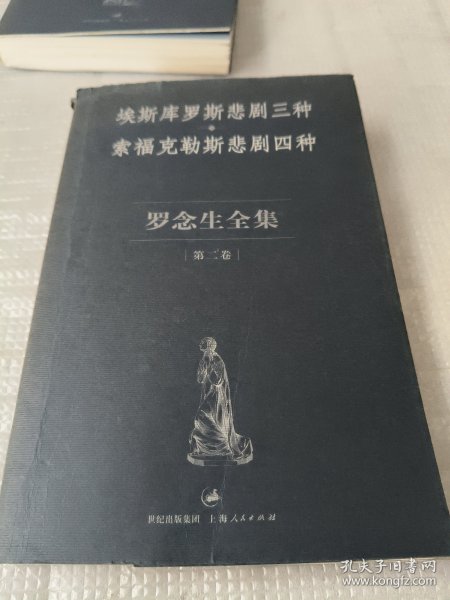 埃斯库罗斯悲剧三种
索福克勒斯悲剧四种
罗念生全集
第二卷
世纪出版集团 上海人民出版社
孔夫子旧书网
www.kongfz.com